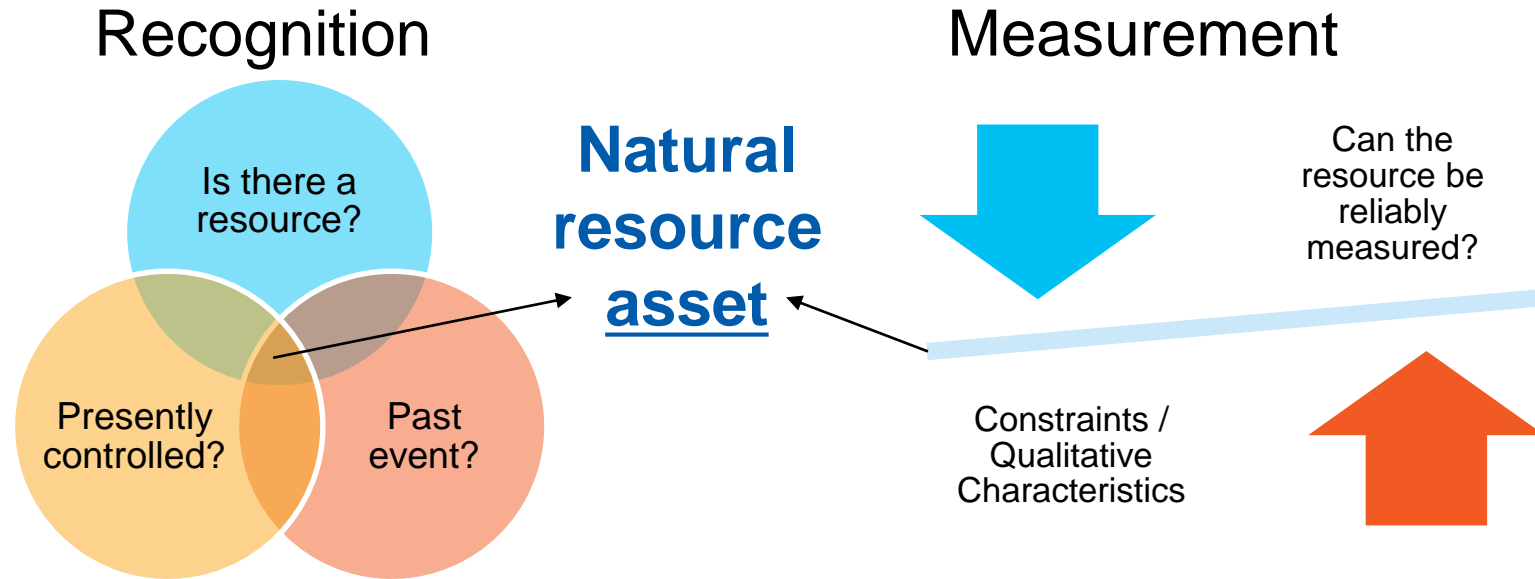 Recognition
Is there a
resource?
Presently
controlled?
Past
event?
Natural
resource
asset
Measurement
Can the
resource be
reliably
measured?
Constraints /
Qualitative
Characteristics